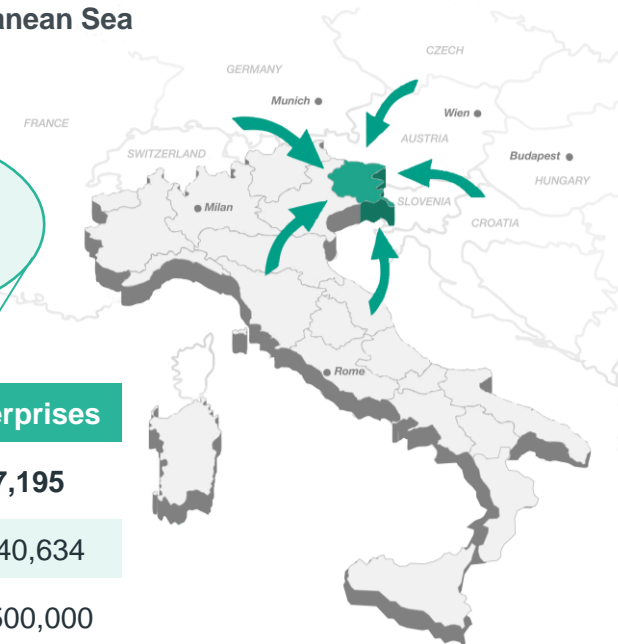 anean Sea
CZECH
GERMANY
Munich
Wien
FRANCE
AUSTRIA
SWITZERLAND
Budapest
HUNGARY
SLOVENIA
Milan
CROATIA
Rome
erprises
7,195
40,634
500,000